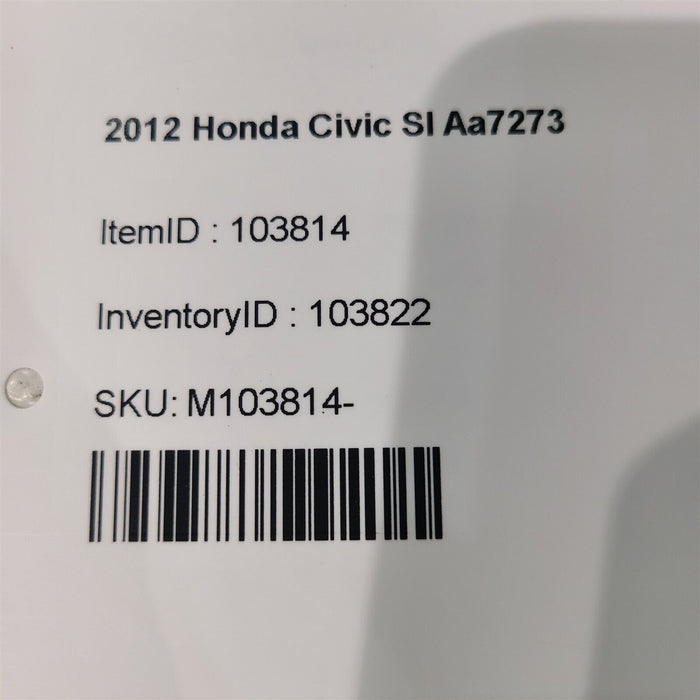 2012 Honda Civic SI Aa7273
ItemID : 103814
InventoryID : 103822
SKU: M103814-